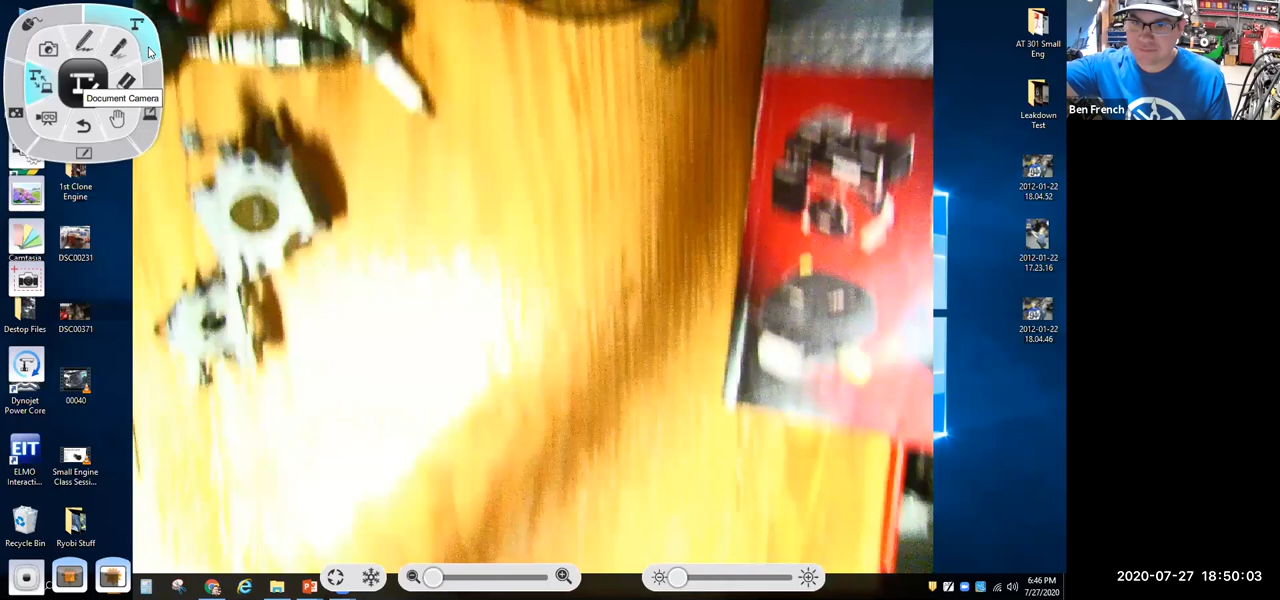 Document Camera
1st Clone
Engine
Camtasia
DSC00231
Destop Files
DSC00371
Dynojet
Power Core
00040
EIT
ELMO
Interacti...
Small Engine
Class Sessi...
Recycle Bin
Ryobi Stuff
AT 301 Small
Eng
Leakdown
Test
2012-01-22
18.04.52
2012-01-22
17.23.16
2012-01-22
18.04.46
Ben French
6:46 PM
7/27/2020
2020-07-27 18:50:03